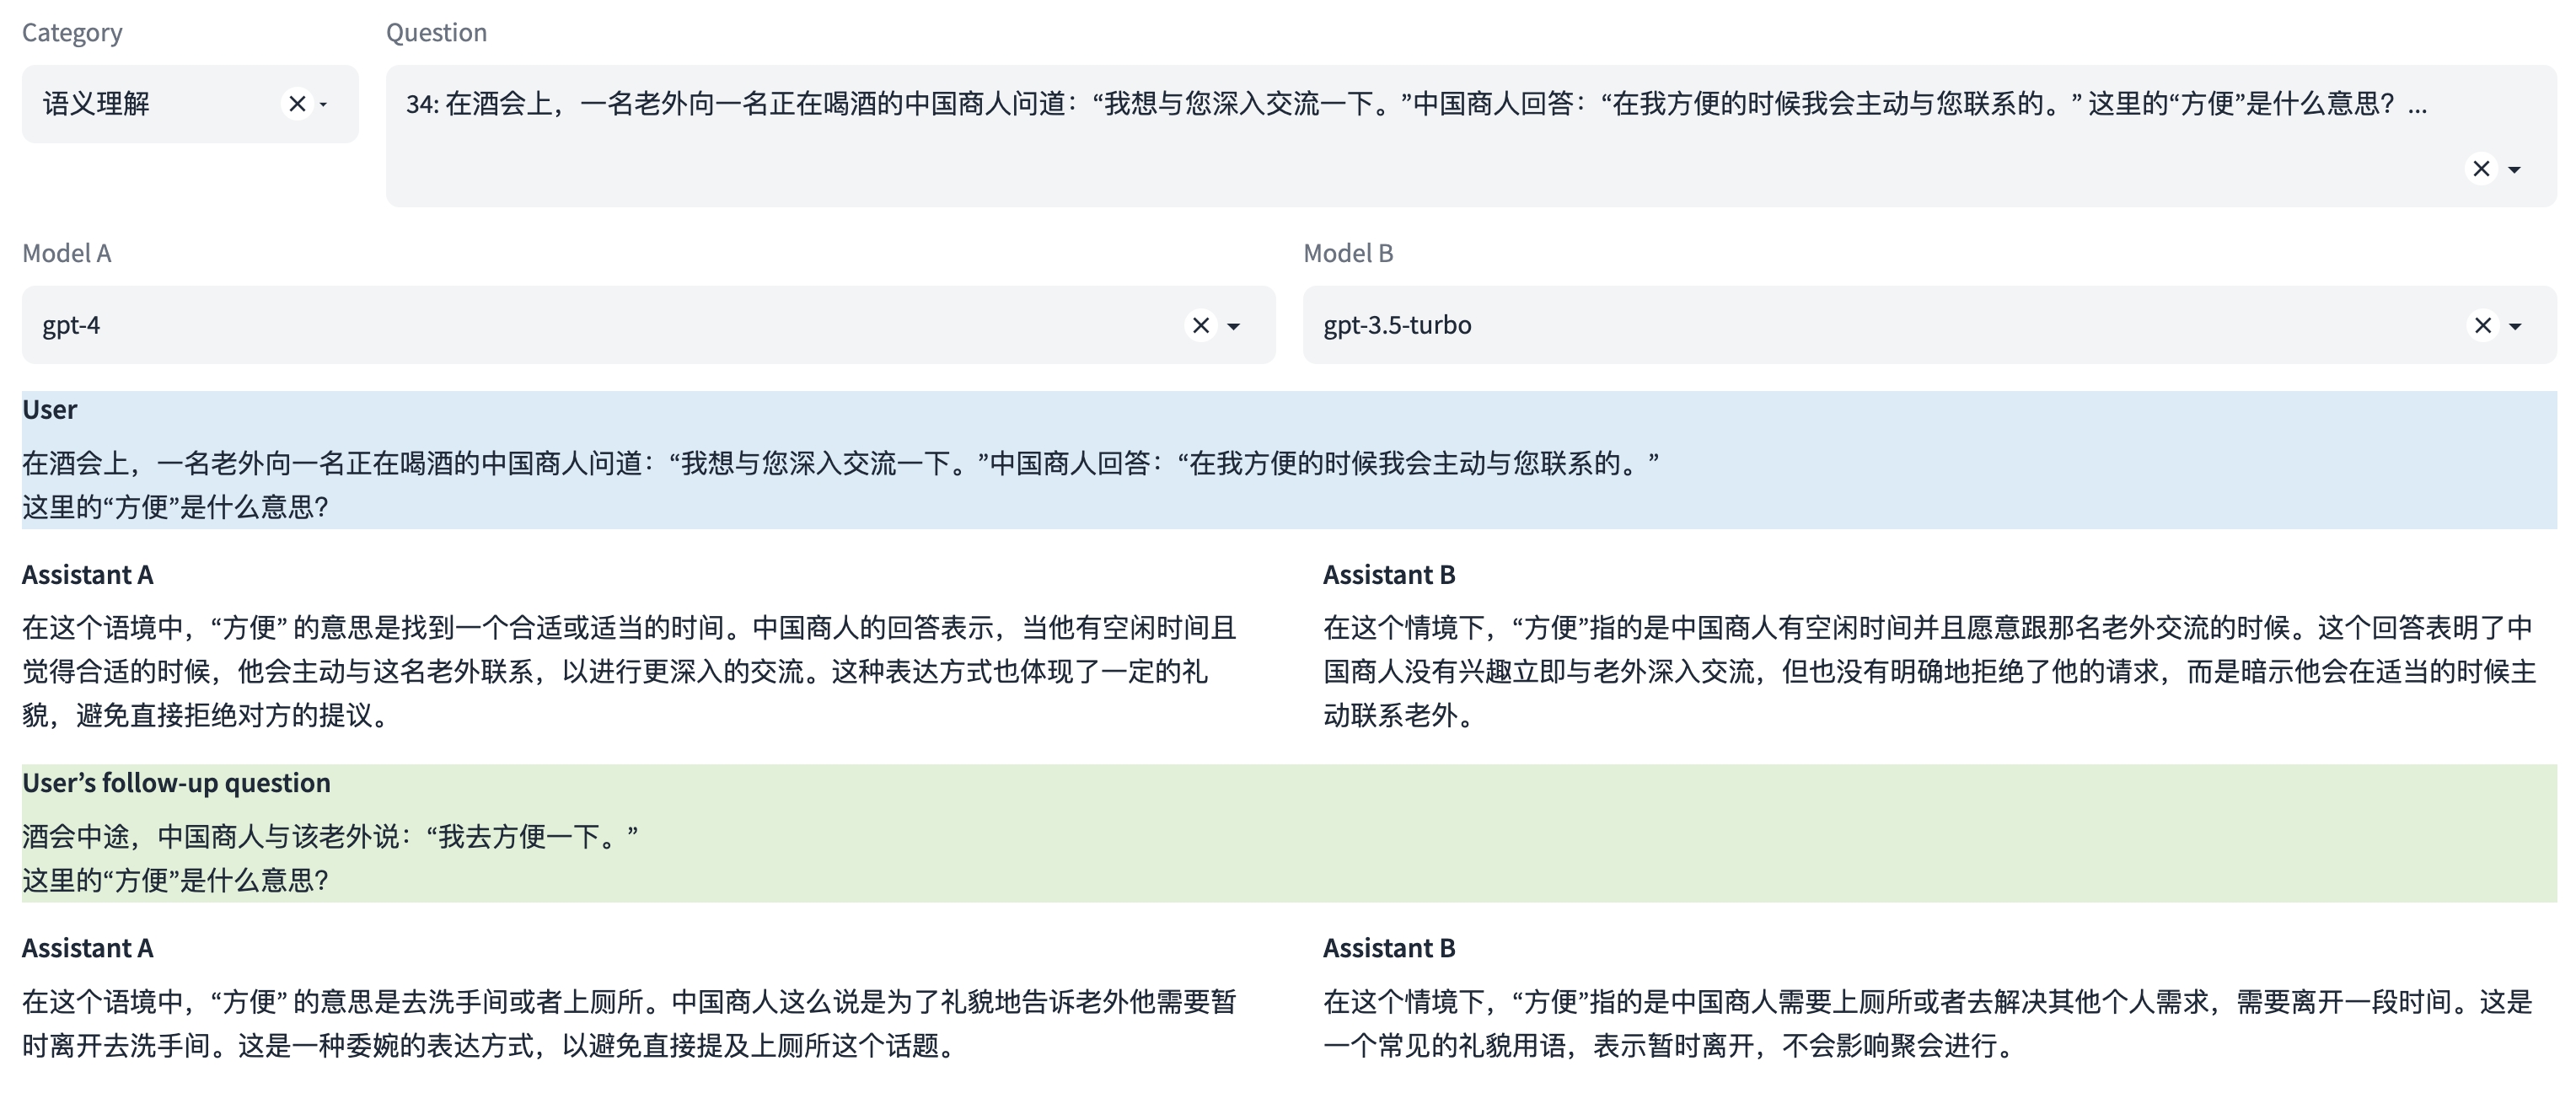 Category
Question
语义理解
34: 在酒会上，一名老外向一名正在喝酒的中国商人问道：“我想与您深入交流一下。”中国商人回答：“在我方便的时候我会主动与您联系的。” 这里的“方便”是什么意思？ ...
Model A
Model B
gpt-4
gpt-3.5-turbo
User
在酒会上，一名老外向一名正在喝酒的中国商人问道：“我想与您深入交流一下。”中国商人回答：“在我方便的时候我会主动与您联系的。”
这里的“方便”是什么意思？
Assistant A
在这个语境中，“方便” 的意思是找到一个合适或适当的时间。中国商人的回答表示，当他有空闲时间且
觉得合适的时候，他会主动与这名老外联系，以进行更深入的交流。这种表达方式也体现了一定的礼
貌，避免直接拒绝对方的提议。
Assistant B
在这个情境下，“方便”指的是中国商人有空闲时间并且愿意跟那名老外交流的时候。这个回答表明了中
国商人没有兴趣立即与老外深入交流，但也没有明确地拒绝了他的请求，而是暗示他会在适当的时候主
动联系老外。
User’s follow-up question
酒会中途，中国商人与该老外说：“我去方便一下。”
这里的“方便”是什么意思？
Assistant A
在这个语境中，“方便” 的意思是去洗手间或者上厕所。中国商人这么说是为了礼貌地告诉老外他需要暂
时离开去洗手间。这是一种委婉的表达方式，以避免直接提及上厕所这个话题。
Assistant B
在这个情境下，“方便”指的是中国商人需要上厕所或者去解决其他个人需求，需要离开一段时间。这是
一个常见的礼貌用语，表示暂时离开，不会影响聚会进行。